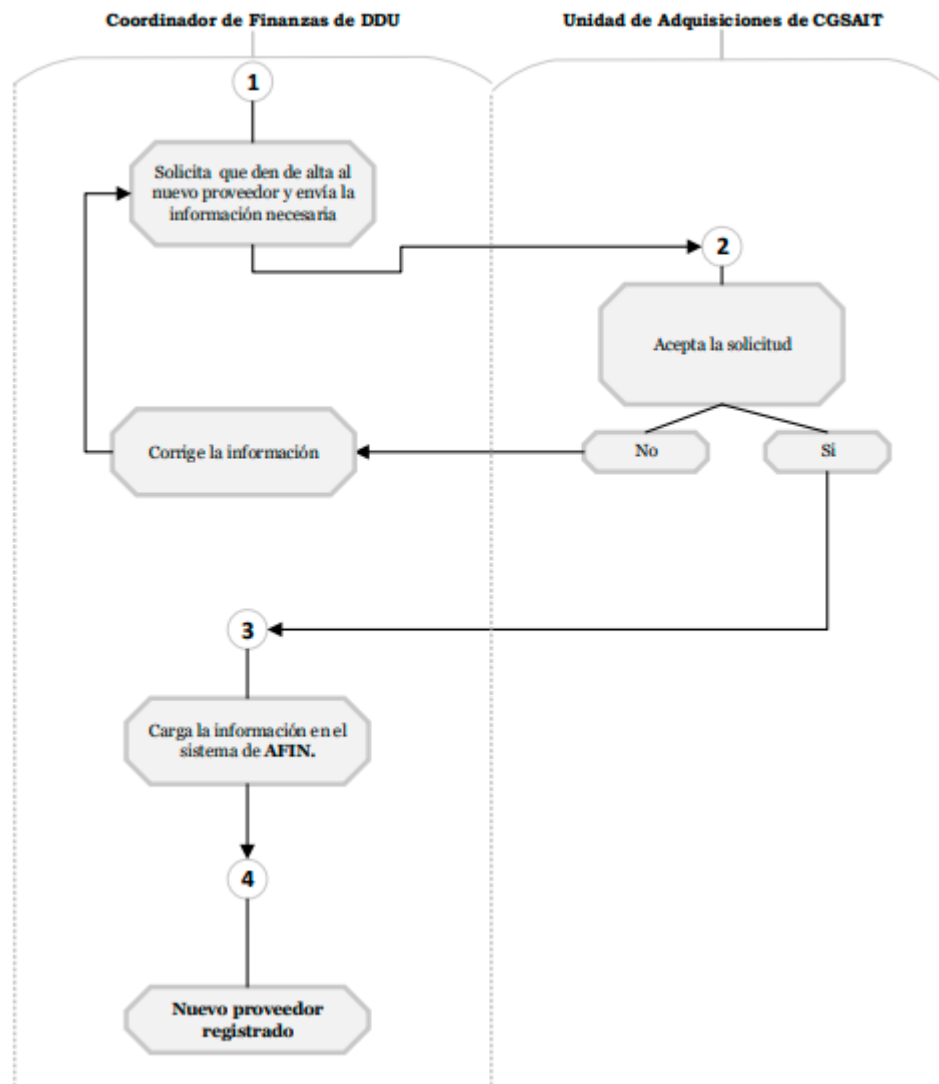 Coordinador de Finanzas de DDU
Unidad de Adquisiciones de CGSAIT
1
Solicita que den de alta al
nuevo proveedor y envía la
información necesaria
2
Acepta la solicitud
No
Si
Corrige la información
3
Carga la información en el
sistema de AFIN.
4
Nuevo proveedor
registrado